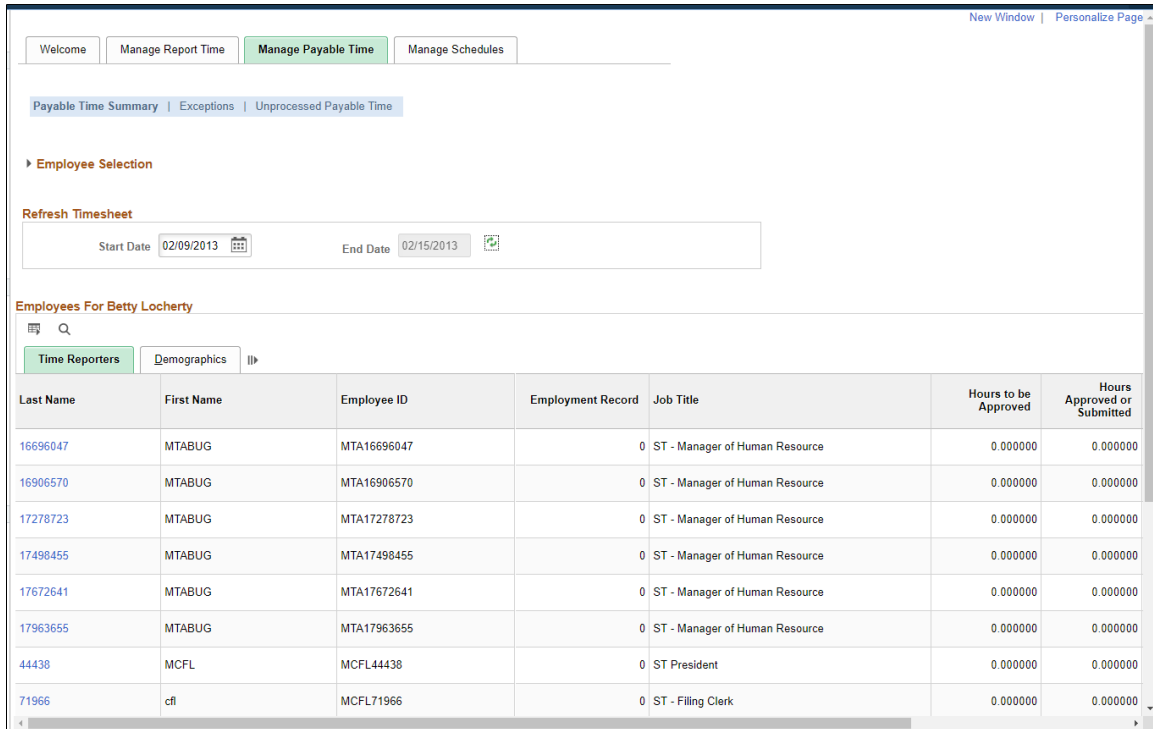 New Window | Personalize Page
Welcome Manage Report Time Manage Payable Time Manage Schedules
Payable Time Summary | Exceptions | Unprocessed Payable Time
Employee Selection
Refresh Timesheet
Start Date 02/09/2013 End Date 02/15/2013
Employees For Betty Locherty
Time Reporters Demographics
Last Name First Name Employee ID Employment Record Job Title Hours to be Approved Hours Approved or Submitted
16696047 MTABUG MTA16696047 0 ST - Manager of Human Resource 0.000000 0.000000
16906570 MTABUG MTA16906570 0 ST - Manager of Human Resource 0.000000 0.000000
17278723 MTABUG MTA17278723 0 ST - Manager of Human Resource 0.000000 0.000000
17498455 MTABUG MTA17498455 0 ST - Manager of Human Resource 0.000000 0.000000
17672641 MTABUG MTA17672641 0 ST - Manager of Human Resource 0.000000 0.000000
17963655 MTABUG MTA17963655 0 ST - Manager of Human Resource 0.000000 0.000000
44438 MCFL MCFL44438 0 ST President 0.000000 0.000000
71966 cfl MCFL71966 0 ST - Filing Clerk 0.000000 0.000000